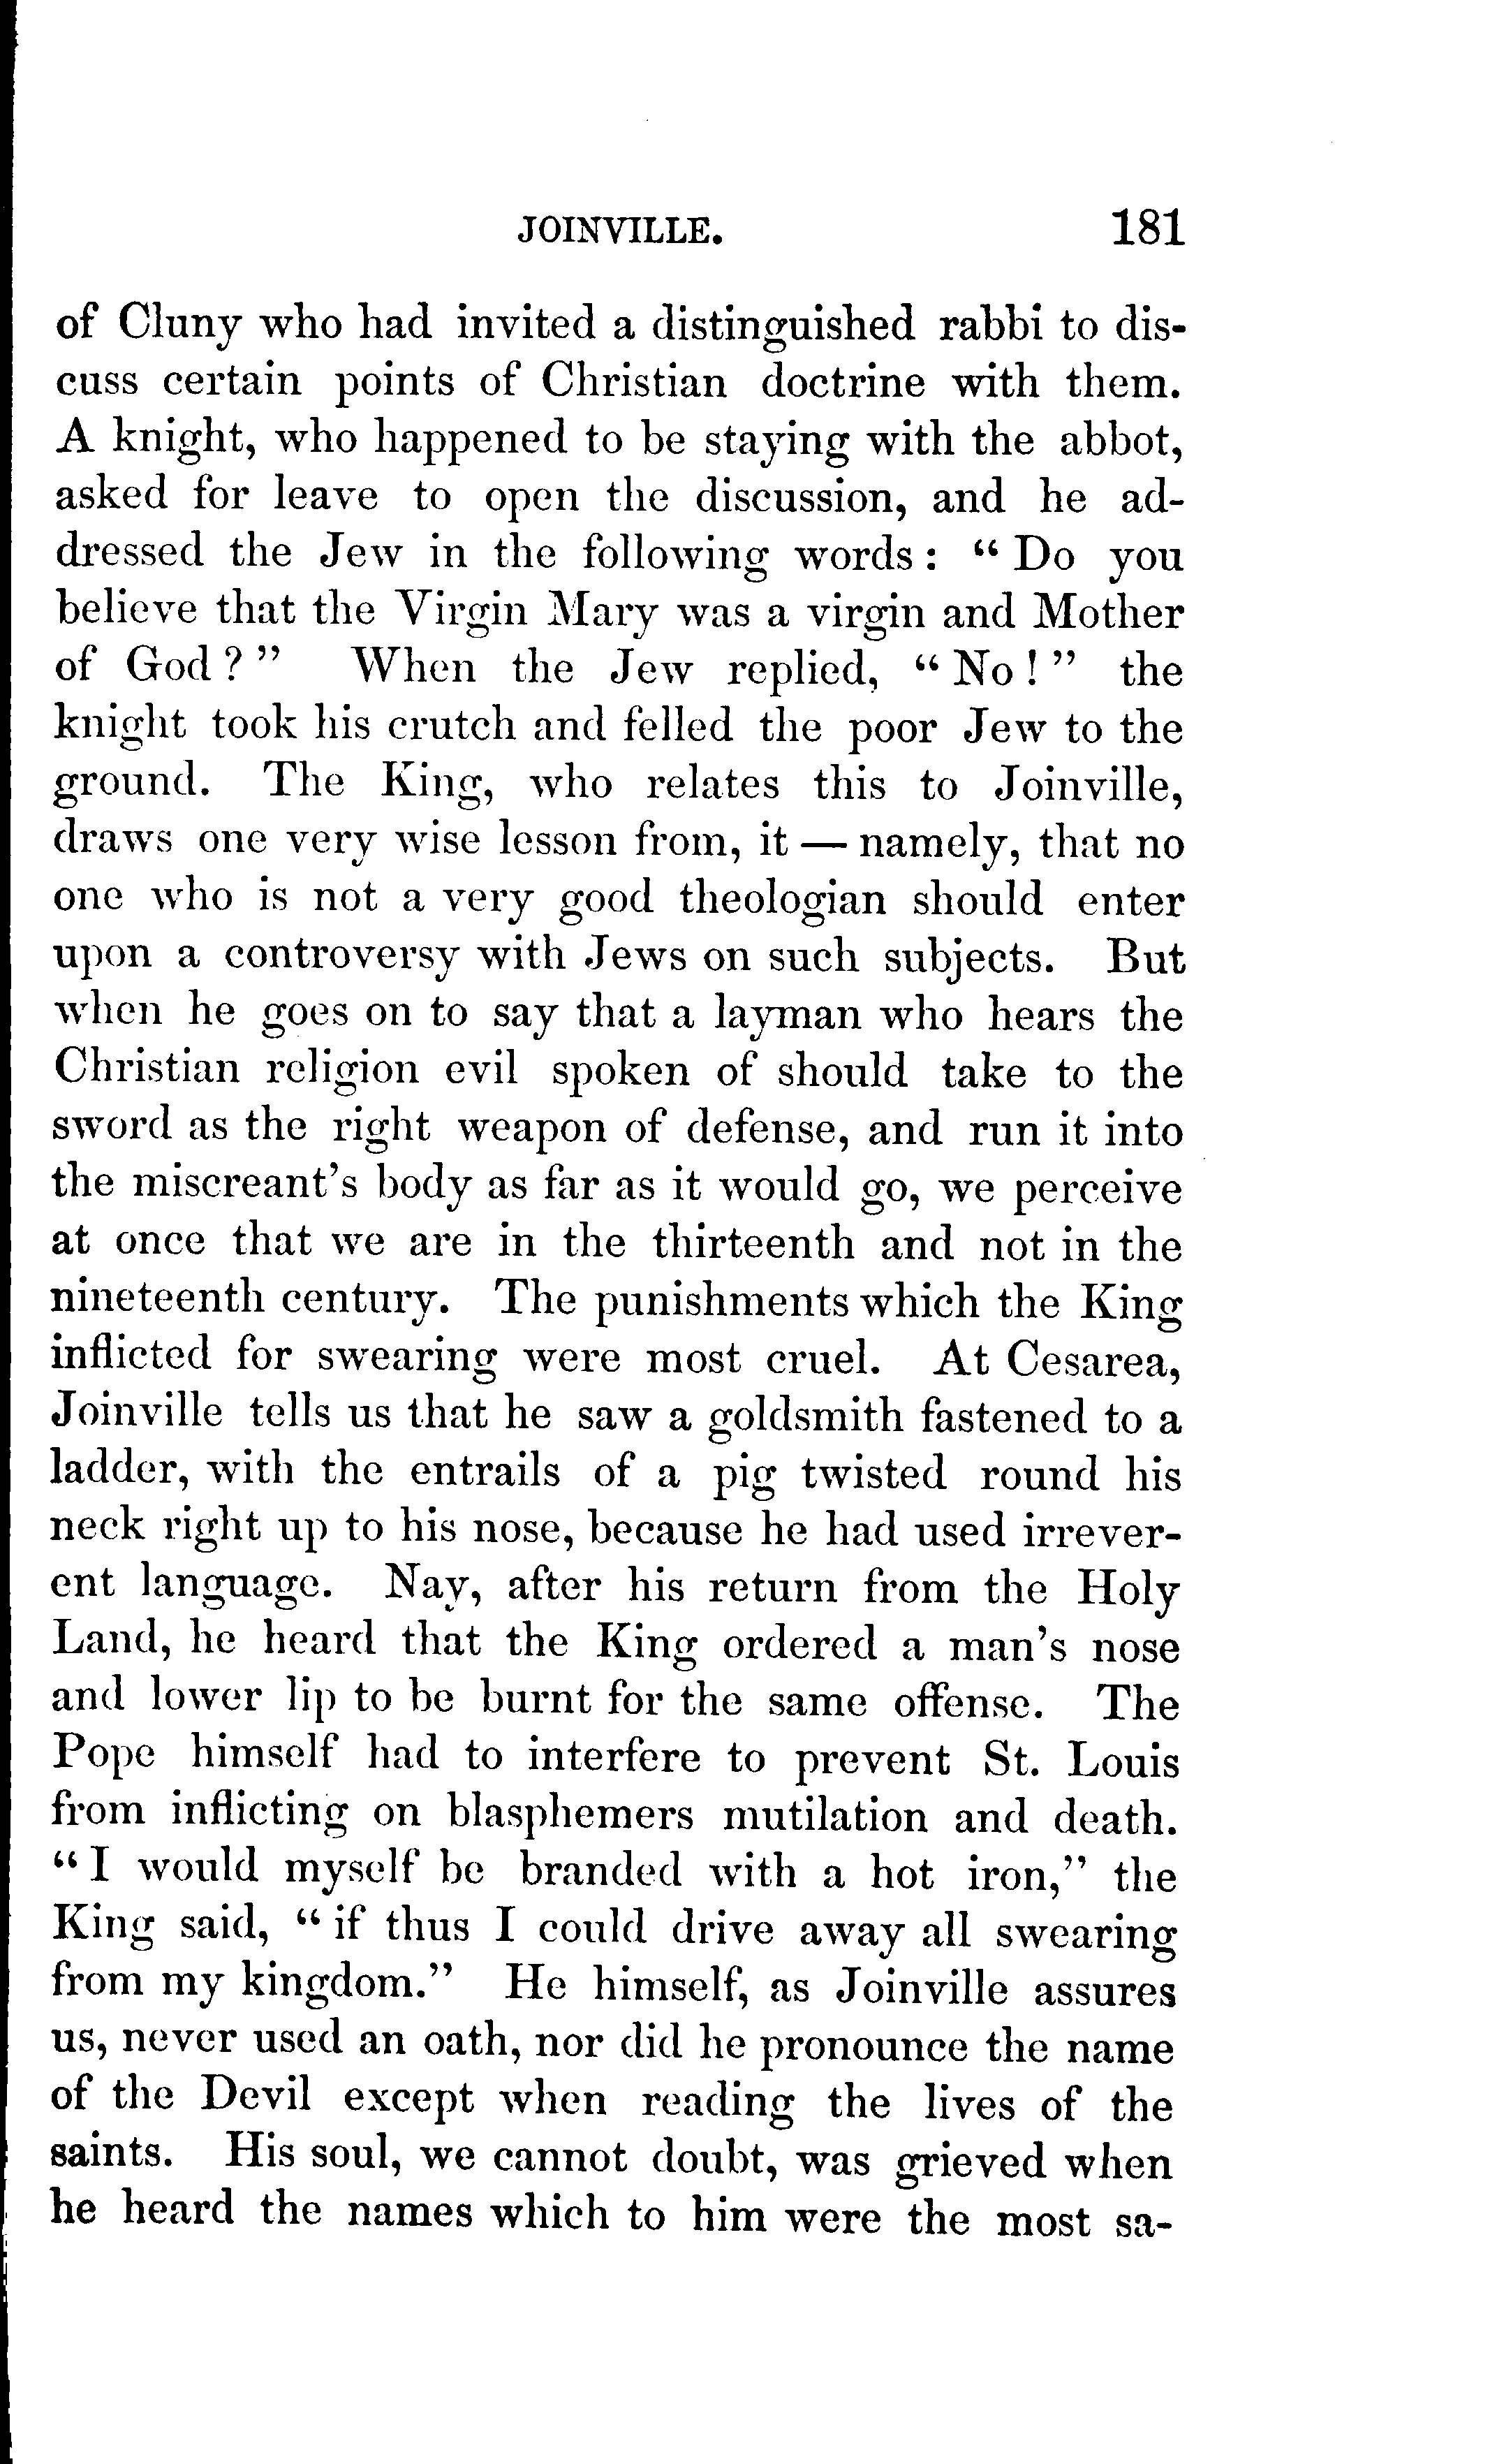 JOINVILLE. 181
of Cluny who had invited a distinguished rabbi to dis-
cuss certain points of Christian doctrine with them.
A knight, who happened to be staying with the abbot,
asked for leave to open the discussion, and he ad-
dressed the Jew in the following words: “Do you
believe that the Virgin Mary was a virgin and Mother
of God?” When the Jew replied, “No!” the
knight took his crutch and felled the poor Jew to the
ground. The King, who relates this to Joinville,
draws one very wise lesson from, it — namely, that no
one who is not a very good theologian should enter
upon a controversy with Jews on such subjects. But
when he goes on to say that a layman who hears the
Christian religion evil spoken of should take to the
sword as the right weapon of defense, and run it into
the miscreant's body as far as it would go, we perceive
at once that we are in the thirteenth and not in the
nineteenth century. The punishments which the King
inflicted for swearing were most cruel. At Cesarea,
Joinville tells us that he saw a goldsmith fastened to a
ladder, with the entrails of a pig twisted round his
neck right up to his nose, because he had used irrever-
ent language. Nay, after his return from the Holy
Land, he heard that the King ordered a man's nose
and lower lip to be burnt for the same offense. The
Pope himself had to interfere to prevent St. Louis
from inflicting on blasphemers mutilation and death.
“I would myself be branded with a hot iron,” the
King said, “if thus I could drive away all swearing
from my kingdom.” He himself, as Joinville assures
us, never used an oath, nor did he pronounce the name
of the Devil except when reading the lives of the
saints. His soul, we cannot doubt, was grieved when
he heard the names which to him were the most sa-